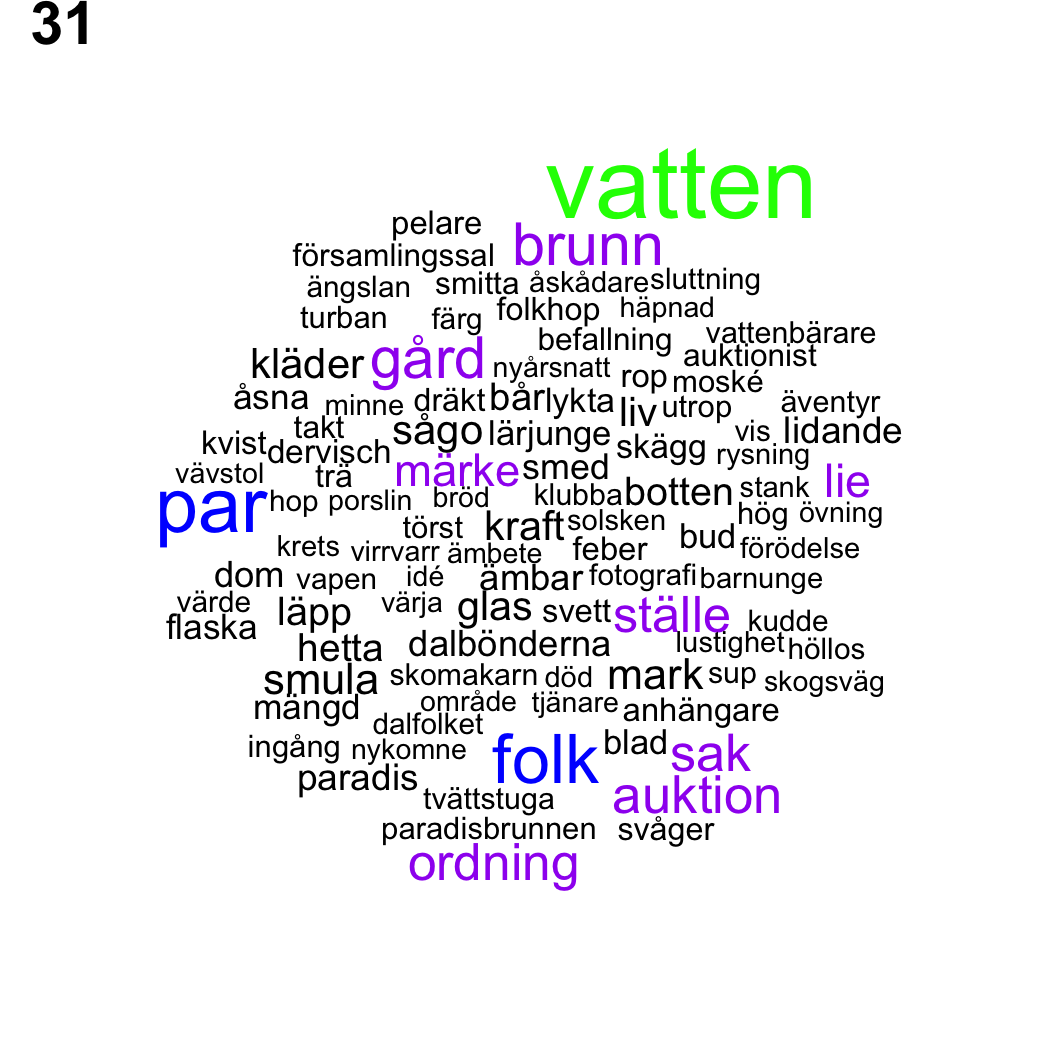 31
vatten
pelare brunn
församlingssal
ängslan smitta åskådare sluttning
turban färg folkhop häpnad
befallning vattenbärare
kläder gård nyårsnatt auktionist
rop moské
åsna minne dräkt bår lykta liv utrop äventyr
kvist takt sågo lärjunge skägg vis lidande
dervisch rysning
vävstol trä märke smed lie
par hop porslin bröd klubba botten stank
törst kraft solsken hög övning
krets virrvarr ämbete feber bud förödelse
dom vapen idé ämbar fotografi barnunge
värde läpp värja glas svett ställe kudde
flaska
hetta dalbönderna lustighet höllos
smula skomakarn död mark sup skogsväg
mängd område tjänare anhängare
dalfolket
ingång nykomne folk blad sak
paradis auktion
tvättstuga
paradisbrunnen svåger
ordning